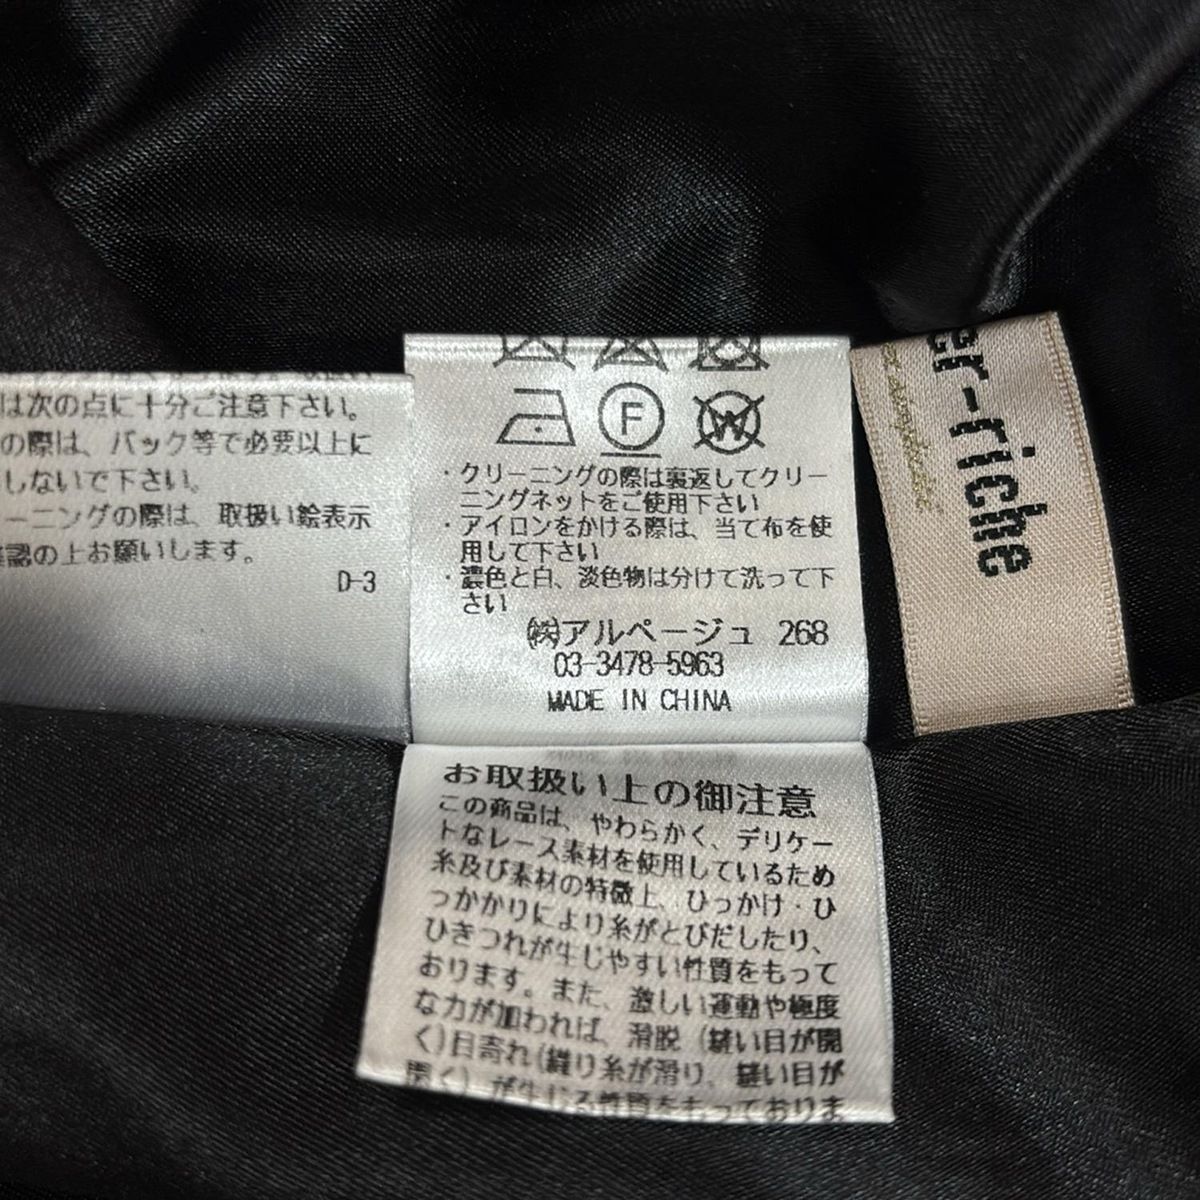 は次の点に十分ご注意下さい。
の際は、バック等で必要以上に
しないで下さい。
ーニングの際は、取扱い絵表示
認の上お願いします。
D-3
F
W
・クリーニングの際は裏返してクリー
ニングネットをご使用下さい
・アイロンをかける際は、当て布を使
用して下さい
・濃色と白、淡色物は分けて洗って下
さい
㈱アルページュ 268
03-3478-5963
MADE IN CHINA
er-riche
お取扱い上の御注意
この商品は、やわらかく、デリケー
トなレース素材を使用しているため
糸及び素材の特徴上、ひっかけ・ひ
っかかりにより糸がとびだしたり、
ひきつれが生じやすい性質をもって
おります。また、激しい運動や極度
な力が加われば、滑脱(縫い目が開
く)目寄れ(織り糸が滑り、縫い目が
開く)が生じる性質をもっておりま